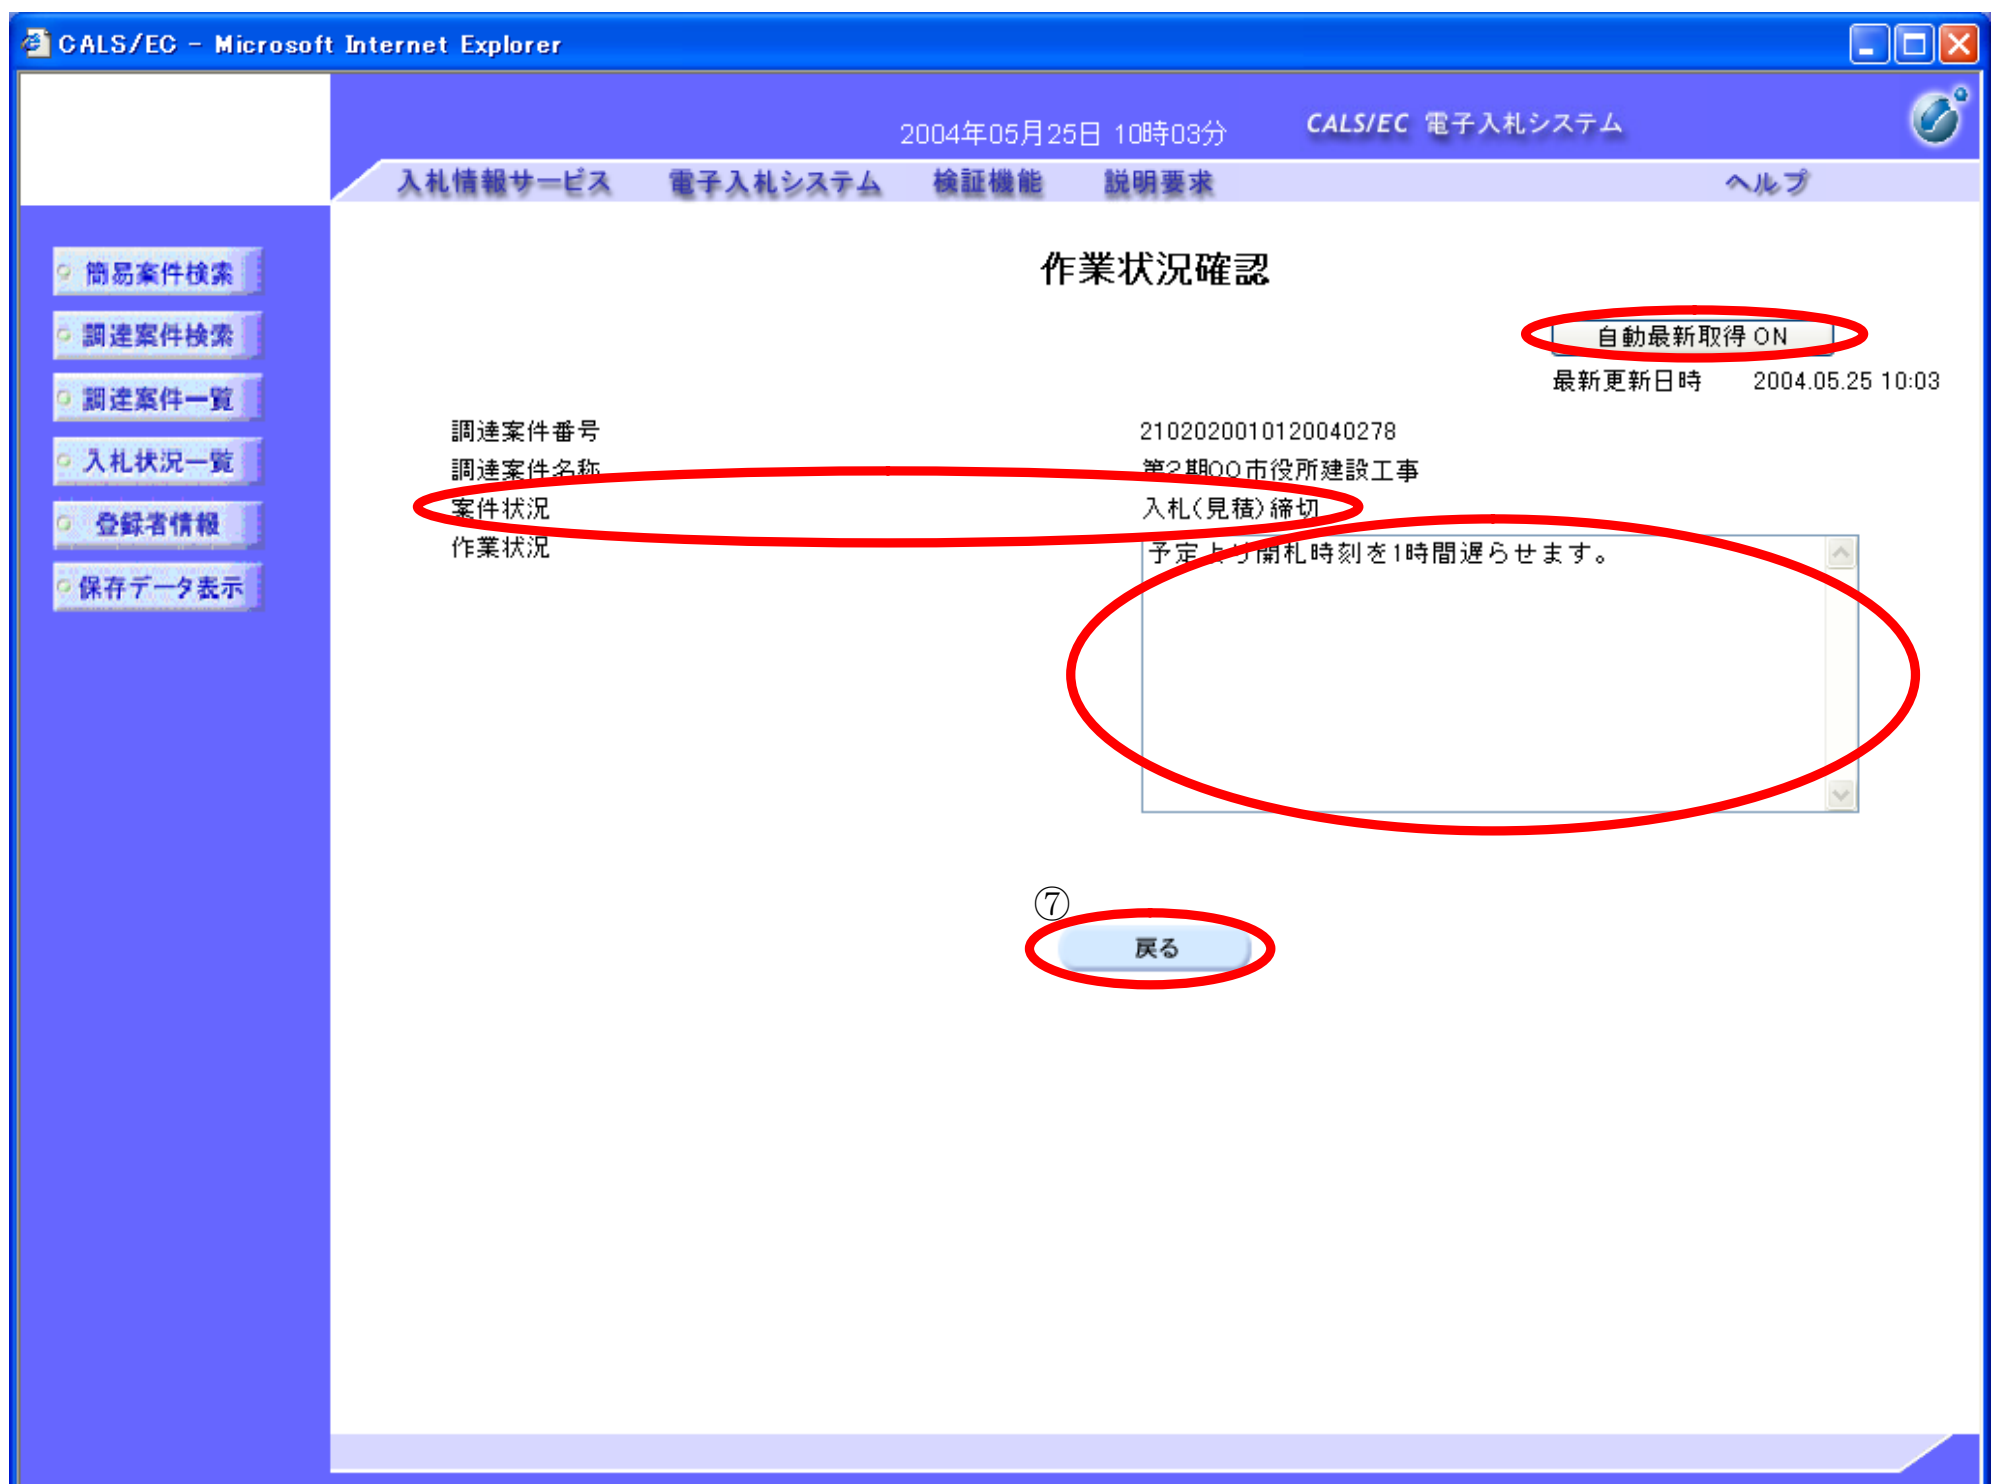 CALS/EC - Microsoft Internet Explorer
2004年05月25日 10時03分
CALS/EC 電子入札システム
入札情報サービス 電子入札システム 検証機能 説明要求 ヘルプ
簡易案件検索
調達案件検索
調達案件一覧
入札状況一覧
登録者情報
保存データ表示
作業状況確認
自動最新取得 ON
最新更新日時 2004.05.25 10:03
調達案件番号 2102020010120040278
調達案件名称 第2期〇〇市役所建設工事
案件状況 入札(見積)締切
作業状況 予定より開札時刻を1時間遅らせます。
⑦
戻る